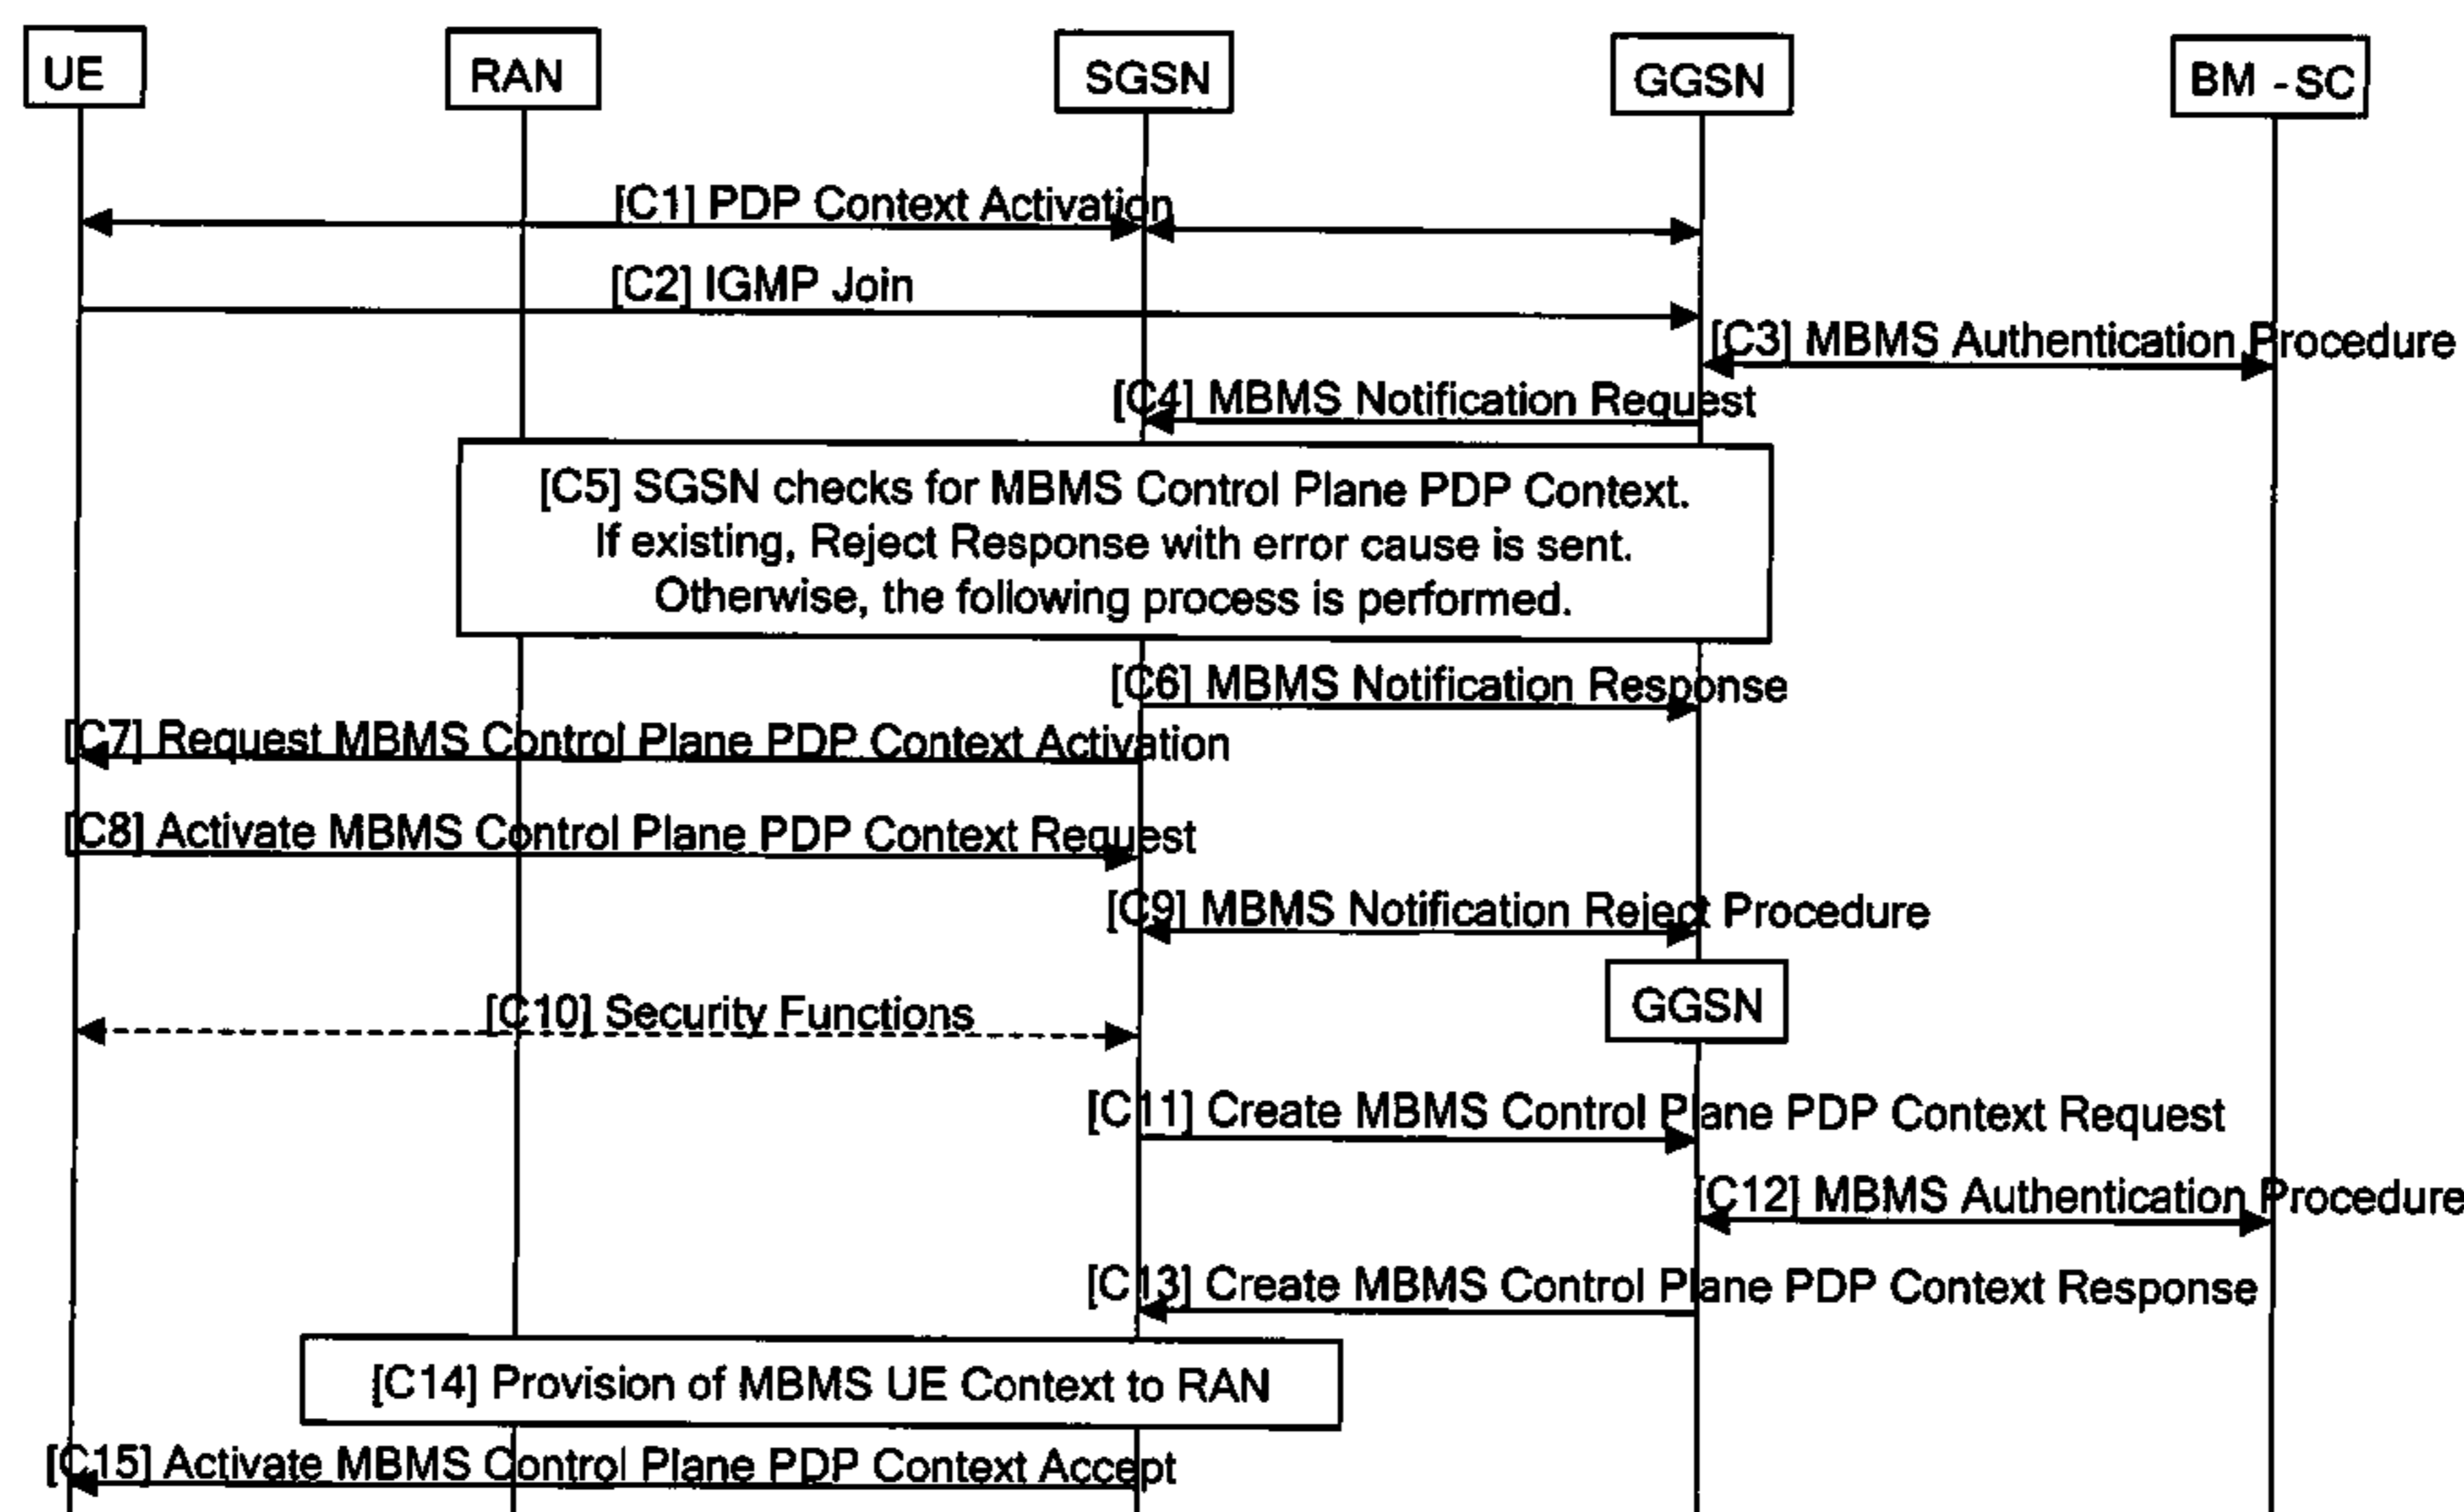 UE
RAN
SGSN
GGSN
BM -SC
[C1] PDP Context Activation
[C2] IGMP Join
[C3] MBMS Authentication Procedure
[C4] MBMS Notification Request
[C5] SGSN checks for MBMS Control Plane PDP Context.
If existing, Reject Response with error cause is sent.
Otherwise, the following process is performed.
[C6] MBMS Notification Response
[C7] Request MBMS Control Plane PDP Context Activation
[C8] Activate MBMS Control Plane PDP Context Request
[C9] MBMS Notification Reject Procedure
GGSN
[C10] Security Functions
[C11] Create MBMS Control Plane PDP Context Request
[C12] MBMS Authentication Procedure
[C13] Create MBMS Control Plane PDP Context Response
[C14] Provision of MBMS UE Context to RAN
[C15] Activate MBMS Control Plane PDP Context Accept